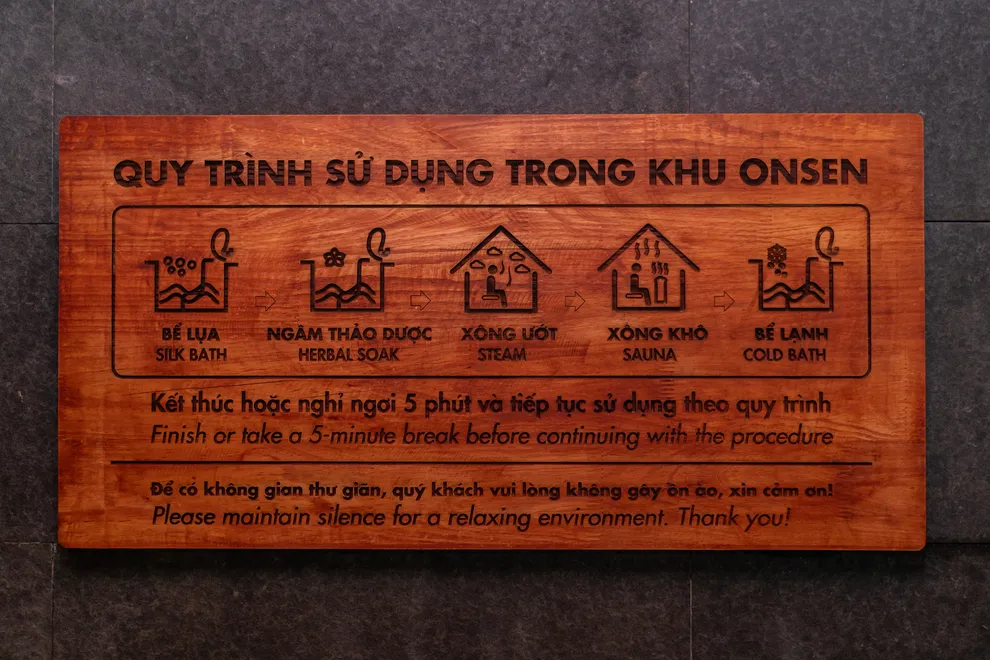 QUY TRÌNH SỬ DỤNG TRONG KHU ONSEN
BỂ LỤA
SILK BATH
NGÂM THẢO DƯỢC
HERBAL SOAK
XÔNG ƯỚT
STEAM
XÔNG KHÔ
SAUNA
BỂ LẠNH
COLD BATH
Kết thúc hoặc nghỉ ngơi 5 phút và tiếp tục sử dụng theo quy trình
Finish or take a 5-minute break before continuing with the procedure
Để có không gian thư giãn, quý khách vui lòng không gây ồn ào, xin cảm ơn!
Please maintain silence for a relaxing environment. Thank you!